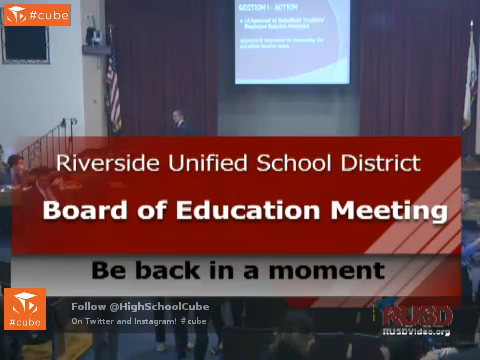 #cube
SECTION I - ACTION
Riverside Unified School District
Board of Education Meeting
Be back in a moment
Follow @HighSchoolCube
On Twitter and Instagram! #cube
#cube
RUSD
RUSDVideo.org